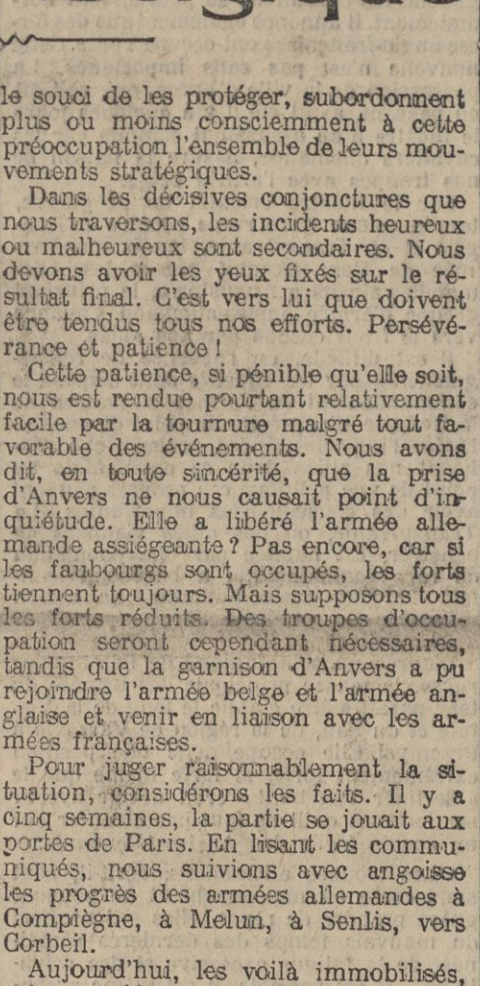 le souci de les protéger, subordonnent
plus ou moins consciemment à cette
préoccupation l'ensemble de leurs mou-
vements stratégiques.
Dans les décisives conjonctures que
nous traversons, les incidents heureux
ou malheureux sont secondaires. Nous
devons avoir les yeux fixés sur le ré-
sultat final. C'est vers lui que doivent
être tendus tous nos efforts. Persévé-
rance et patience !
Cette patience, si pénible qu'elle soit,
nous est rendue pourtant relativement
facile par la tournure malgré tout fa-
vorable des événements. Nous avons
dit, en toute sincérité, que la prise
d'Anvers ne nous causait point d'in-
quiétude. Elle a libéré l'armée alle-
mande assiégeante ? Pas encore, car si
les faubourgs sont occupés, les forts
tiennent toujours. Mais supposons tous
les forts réduits. Des troupes d'occu-
pation seront cependant nécessaires,
tandis que la garnison d'Anvers a pu
rejoindre l'armée belge et l'armée an-
glaise et venir en liaison avec les ar-
mées françaises.
Pour juger raisonnablement la si-
tuation, considérons les faits. Il y a
cinq semaines, la partie se jouait aux
portes de Paris. En lisant les commu-
niqués, nous suivions avec angoisse
les progrès des armées allemandes à
Compiègne, à Melun, à Senlis, vers
Corbeil.
Aujourd'hui, les voilà immobilisés,